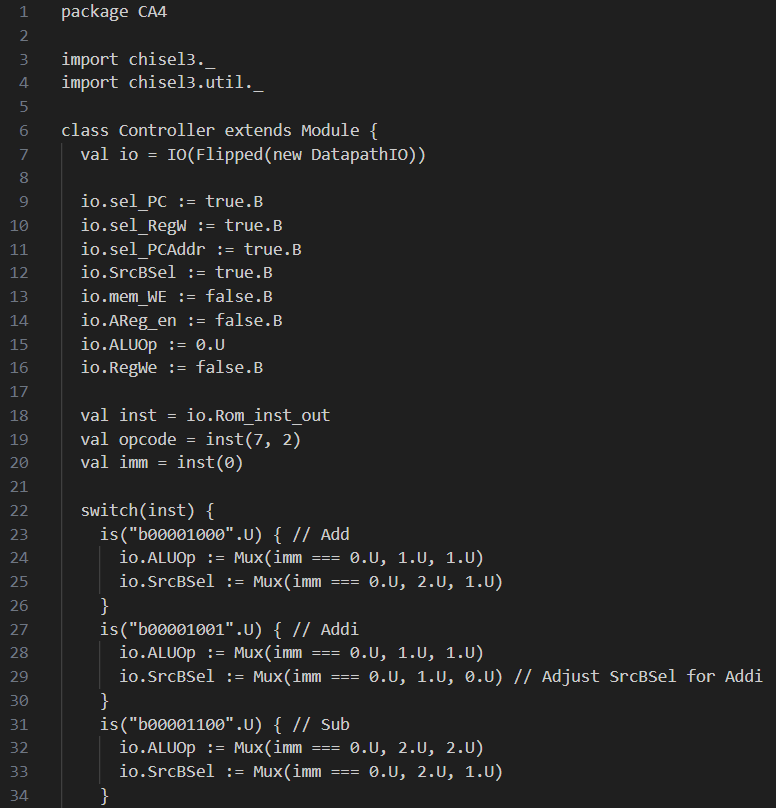 1 package CA4
2
3 import chisel3._
4 import chisel3.util._
5
6 class Controller extends Module {
7   val io = IO(Flipped(new DatapathIO))
8
9   io.sel_PC := true.B
10   io.sel_RegW := true.B
11   io.sel_PCAddr := true.B
12   io.SrcBSel := true.B
13   io.mem_WE := false.B
14   io.AReg_en := false.B
15   io.ALUOp := 0.U
16   io.RegWe := false.B
17
18   val inst = io.Rom_inst_out
19   val opcode = inst(7, 2)
20   val imm = inst(0)
21
22   switch(inst) {
23     is("b00001000".U) { // Add
24       io.ALUOp := Mux(imm === 0.U, 1.U, 1.U)
25       io.SrcBSel := Mux(imm === 0.U, 2.U, 1.U)
26     }
27     is("b00001001".U) { // Addi
28       io.ALUOp := Mux(imm === 0.U, 1.U, 1.U)
29       io.SrcBSel := Mux(imm === 0.U, 1.U, 0.U) // Adjust SrcBSel for Addi
30     }
31     is("b00001100".U) { // Sub
32       io.ALUOp := Mux(imm === 0.U, 2.U, 2.U)
33       io.SrcBSel := Mux(imm === 0.U, 2.U, 1.U)
34     }